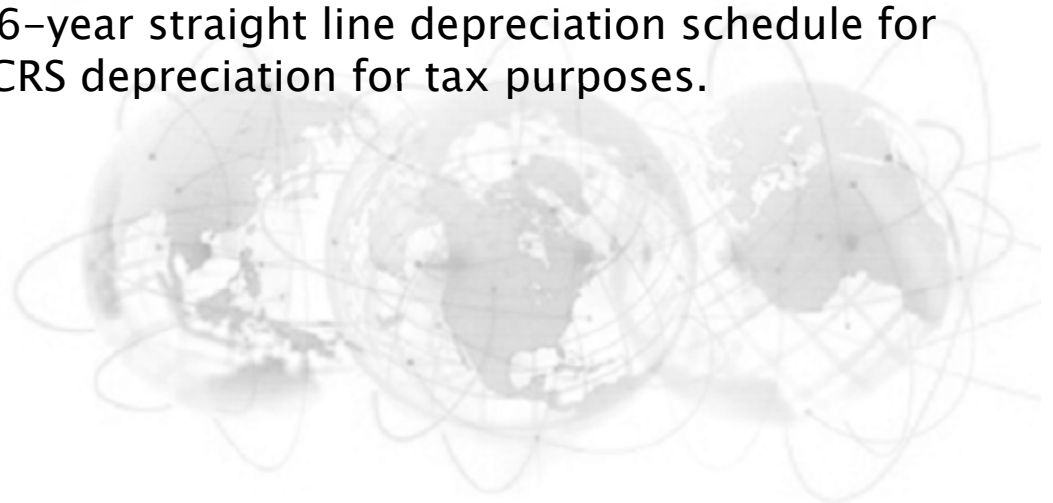 6-year straight line depreciation schedule for
CRS depreciation for tax purposes.